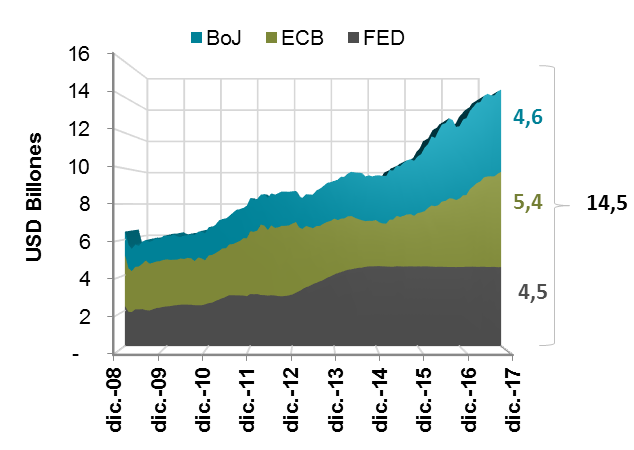 BoJ ECB FED
USD Billones
16
14
12
10
8
6
4
2
-
4,6
5,4
4,5
14,5
dic.-08
dic.-09
dic.-10
dic.-11
dic.-12
dic.-13
dic.-14
dic.-15
dic.-16
dic.-17